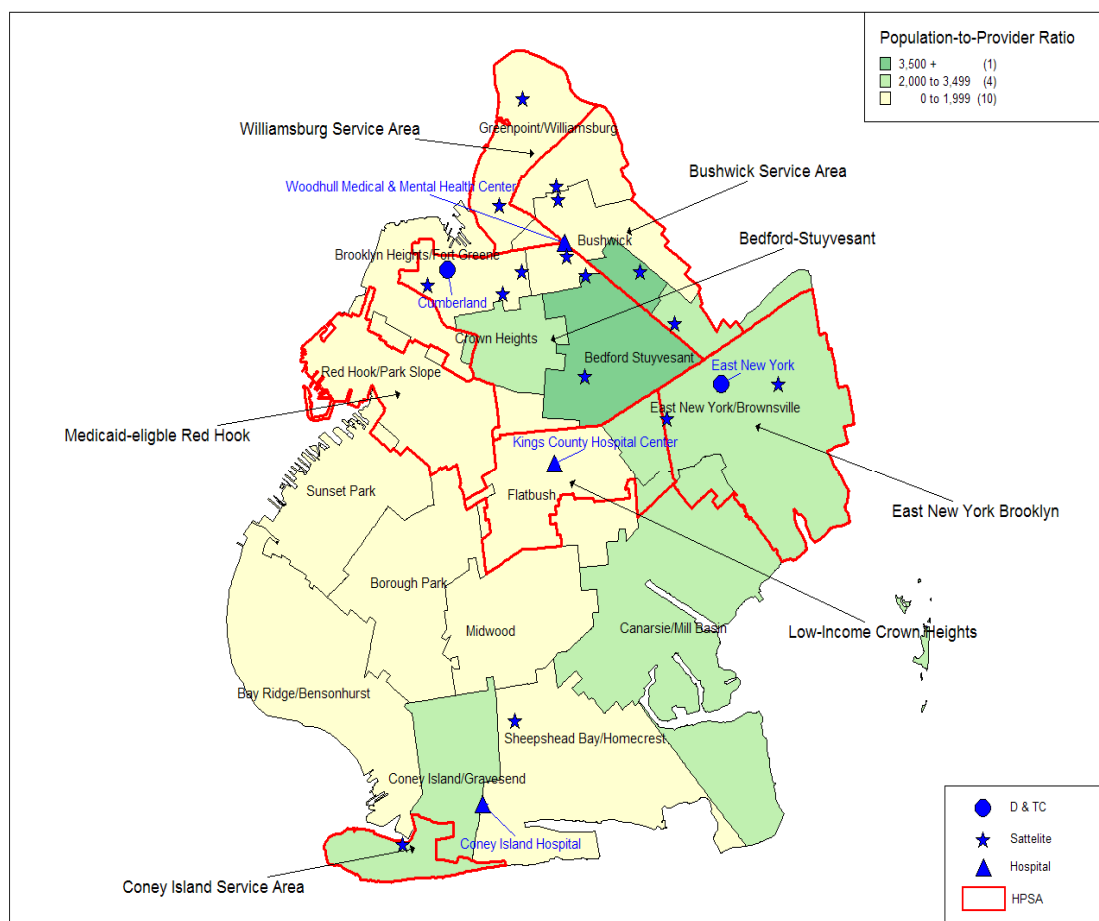 Population-to-Provider Ratio
3,500 + (1)
2,000 to 3,499 (4)
0 to 1,999 (10)
Williamsburg Service Area
Greenpoint/Williamsburg
Bushwick Service Area
Woodhull Medical & Mental Health Center
Bedford-Stuyvesant
Bushwick
Brooklyn Heights/Fort Greene
Cumberland
Crown Heights
Bedford Stuyvesant
East New York
Red Hook/Park Slope
East New York/Brownsville
Medicaid-eligble Red Hook
Kings County Hospital Center
Sunset Park
Flatbush
East New York Brooklyn
Borough Park
Midwood
Canarsie/Mill Basin
Low-Income Crown Heights
Bay Ridge/Bensonhurst
Sheepshead Bay/Homecrest
Coney Island/Gravesend
Coney Island Hospital
Coney Island Service Area
D & TC
Sattelite
Hospital
HPSA